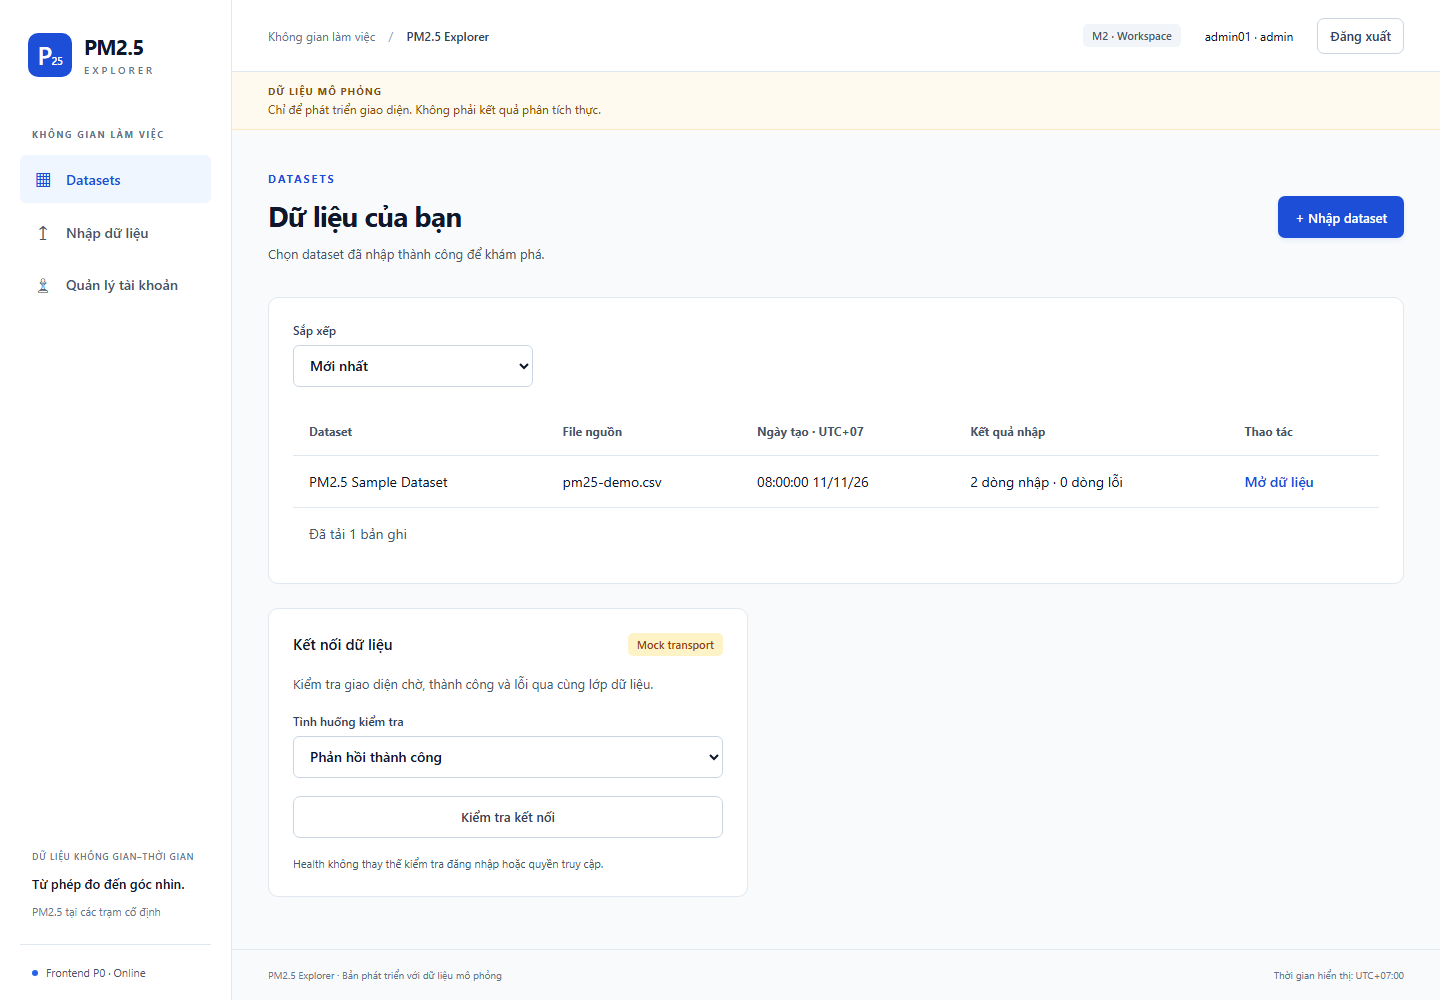 P25
PM2.5
EXPLORER
KHÔNG GIAN LÀM VIỆC
Datasets
Nhập dữ liệu
Quản lý tài khoản
DỮ LIỆU KHÔNG GIAN–THỜI GIAN
Từ phép đo đến góc nhìn.
PM2.5 tại các trạm cố định
Frontend P0 · Online
Không gian làm việc / PM2.5 Explorer
M2 · Workspace
admin01 · admin
Đăng xuất
DỮ LIỆU MÔ PHỎNG
Chỉ để phát triển giao diện. Không phải kết quả phân tích thực.
DATASETS
Dữ liệu của bạn
Chọn dataset đã nhập thành công để khám phá.
+ Nhập dataset
Sắp xếp
Mới nhất
Dataset File nguồn Ngày tạo · UTC+07 Kết quả nhập Thao tác
PM2.5 Sample Dataset pm25-demo.csv 08:00:00 11/11/26 2 dòng nhập · 0 dòng lỗi Mở dữ liệu
Đã tải 1 bản ghi
Kết nối dữ liệu
Mock transport
Kiểm tra giao diện chờ, thành công và lỗi qua cùng lớp dữ liệu.
Tình huống kiểm tra
Phản hồi thành công
Kiểm tra kết nối
Health không thay thế kiểm tra đăng nhập hoặc quyền truy cập.
PM2.5 Explorer · Bản phát triển với dữ liệu mô phỏng
Thời gian hiển thị: UTC+07:00